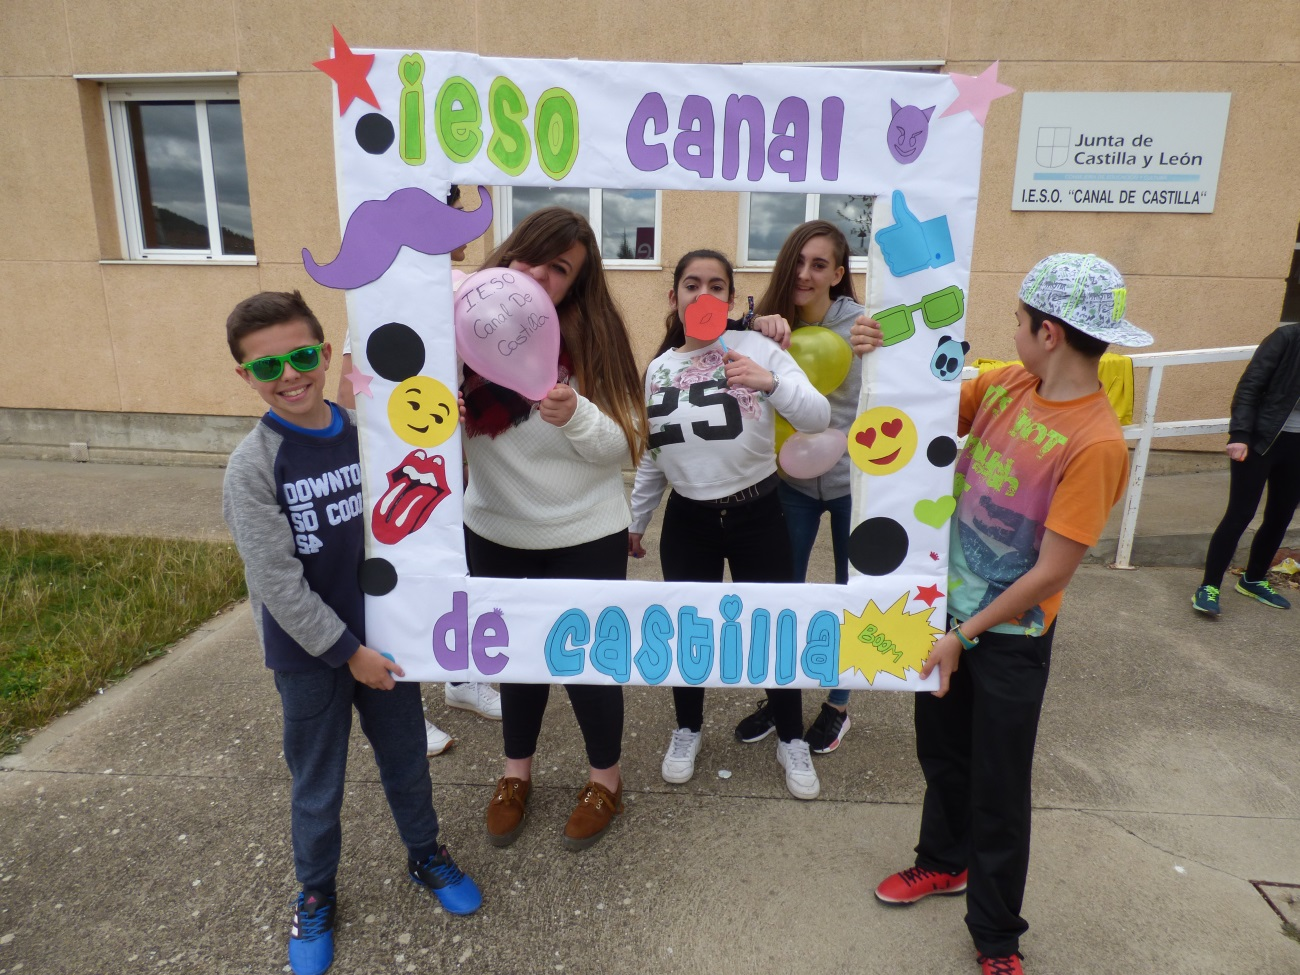 ieso canal
Junta de
Castilla y León
I.E.S.O. "CANAL DE CASTILLA"
IESO
Canal De
Castilla
25
DOWNTO
SO COOL
de castilla
BOOM